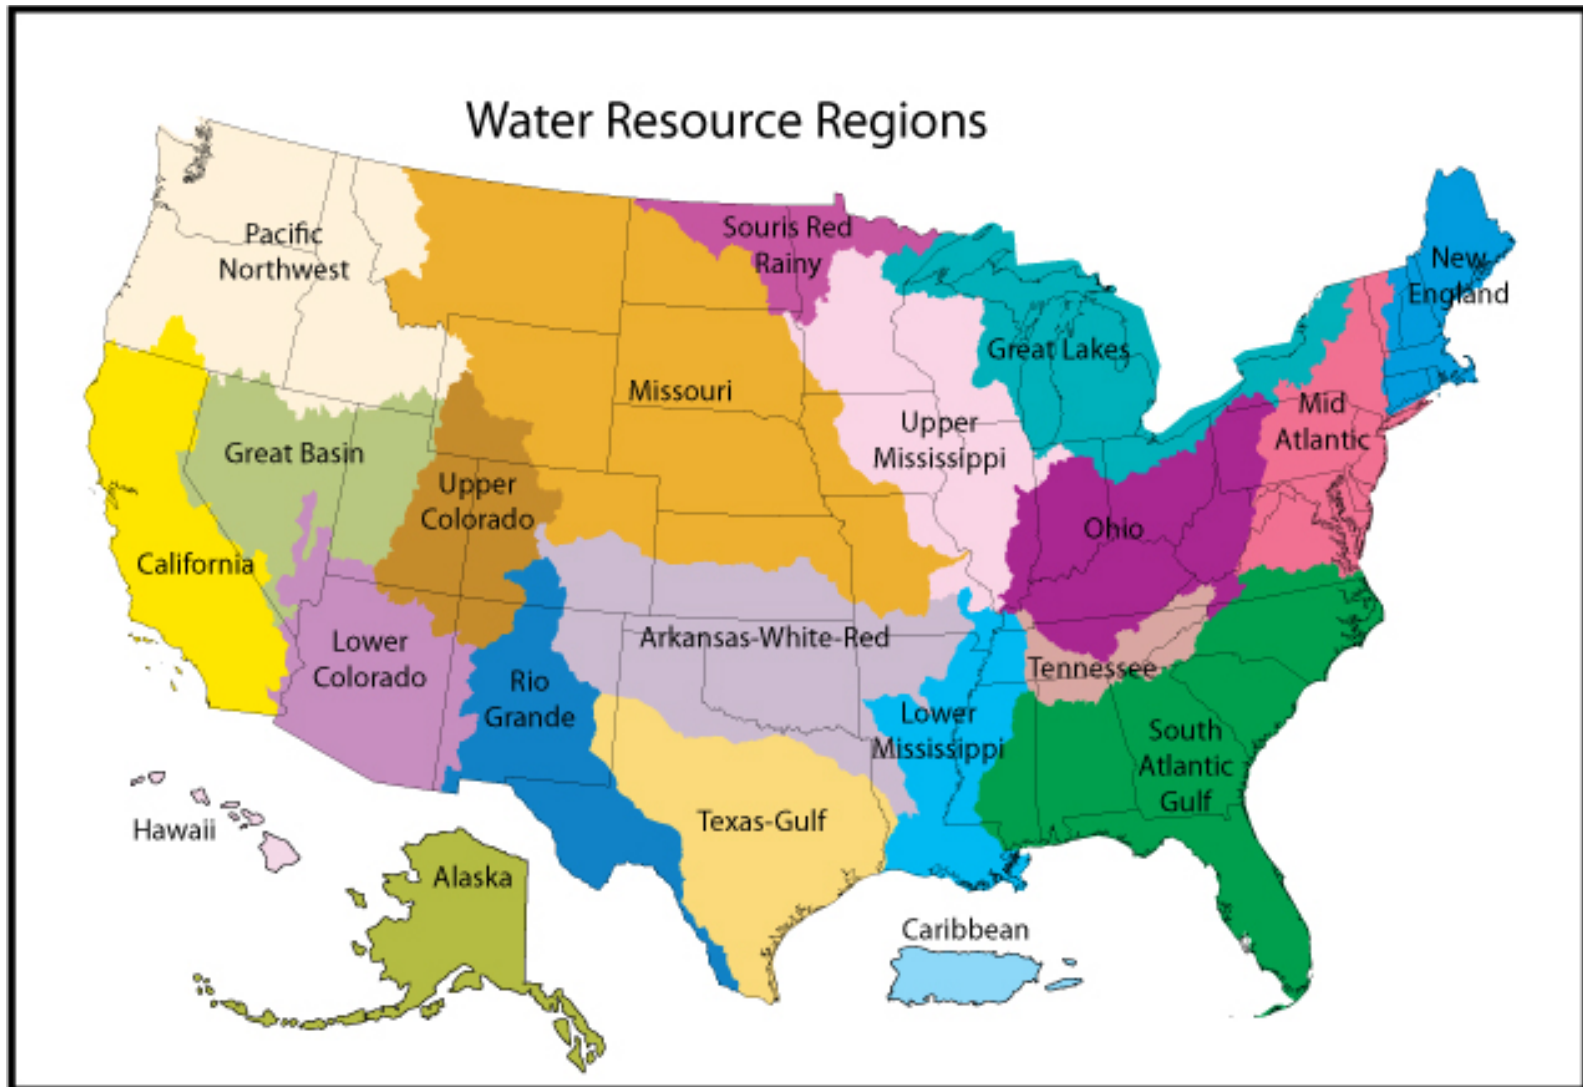 Water Resource Regions
Pacific
Northwest
Souris Red
Rainy
New
England
Great Lakes
Missouri
Mid
Atlantic
Upper
Mississippi
Great Basin
Upper
Colorado
Ohio
California
Lower
Colorado
Arkansas-White-Red
Tennessee
Rio
Grande
Lower
Mississippi
South
Atlantic
Gulf
Texas-Gulf
Hawaii
Alaska
Caribbean